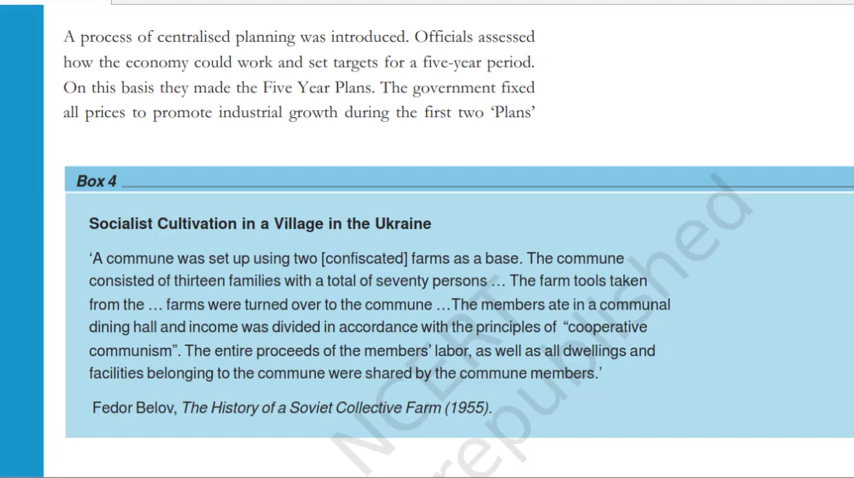 A process of centralised planning was introduced. Officials assessed
how the economy could work and set targets for a five-year period.
On this basis they made the Five Year Plans. The government fixed
all prices to promote industrial growth during the first two ‘Plans’
Box 4
Socialist Cultivation in a Village in the Ukraine
‘A commune was set up using two [confiscated] farms as a base. The commune
consisted of thirteen families with a total of seventy persons … The farm tools taken
from the … farms were turned over to the commune …The members ate in a communal
dining hall and income was divided in accordance with the principles of “cooperative
communism”. The entire proceeds of the members’ labor, as well as all dwellings and
facilities belonging to the commune were shared by the commune members.’
Fedor Belov, The History of a Soviet Collective Farm (1955).
NCERT
republished